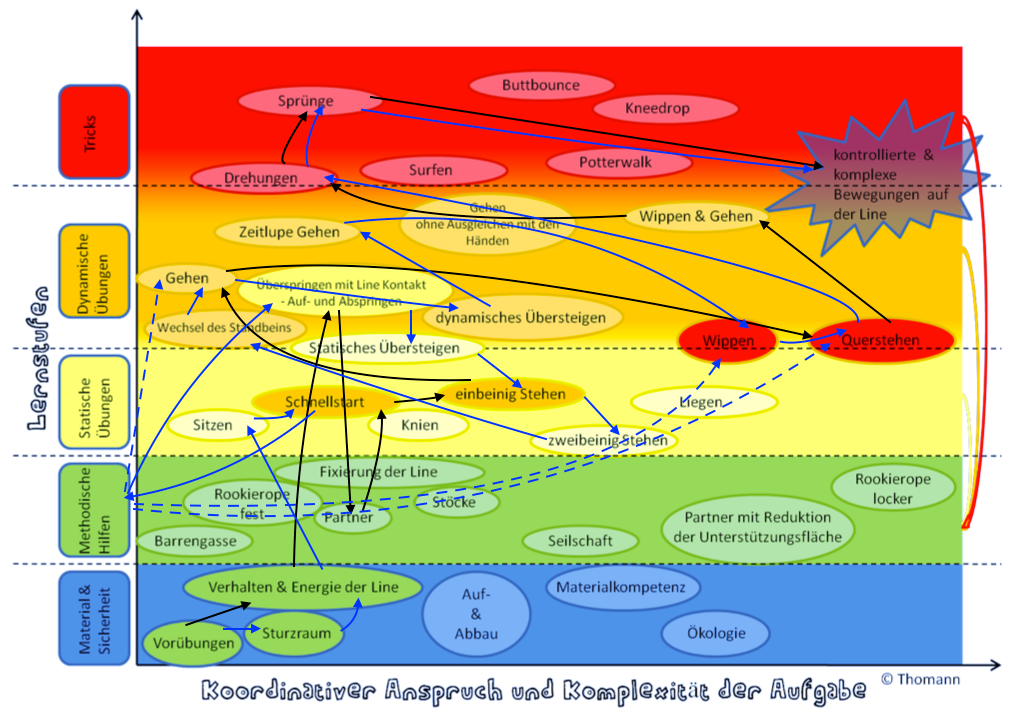 Lernstufen
Tricks
Buttbounce
Sprünge
Kneedrop
kontrollierte &
komplexe
Bewegungen auf
der Line
Potterwalk
Surfen
Drehungen
Dynamische
Übungen
Gehen
ohne Ausgleichen mit den
Händen
Wippen & Gehen
Zeitlupe Gehen
Gehen
Überspringen mit Line Kontakt
- Auf- und Abspringen
dynamisches Übersteigen
Wechsel des Standbeins
Statisches Übersteigen
Wippen
Querstehen
Statische
Übungen
Schnellstart
einbeinig Stehen
Liegen
Sitzen
Knien
zweibeinig Stehen
Methodische
Hilfen
Fixierung der Line
Rookierope
fest
Stöcke
Partner
Rookierope
locker
Partner mit Reduktion
der Unterstützungsfläche
Barrengasse
Seilschaft
Material &
Sicherheit
Verhalten & Energie der Line
Auf-
&
Abbau
Materialkompetenz
Vorübungen
Sturzraum
Ökologie
© Thomann
Koordinativer Anspruch und Komplexität der Aufgabe